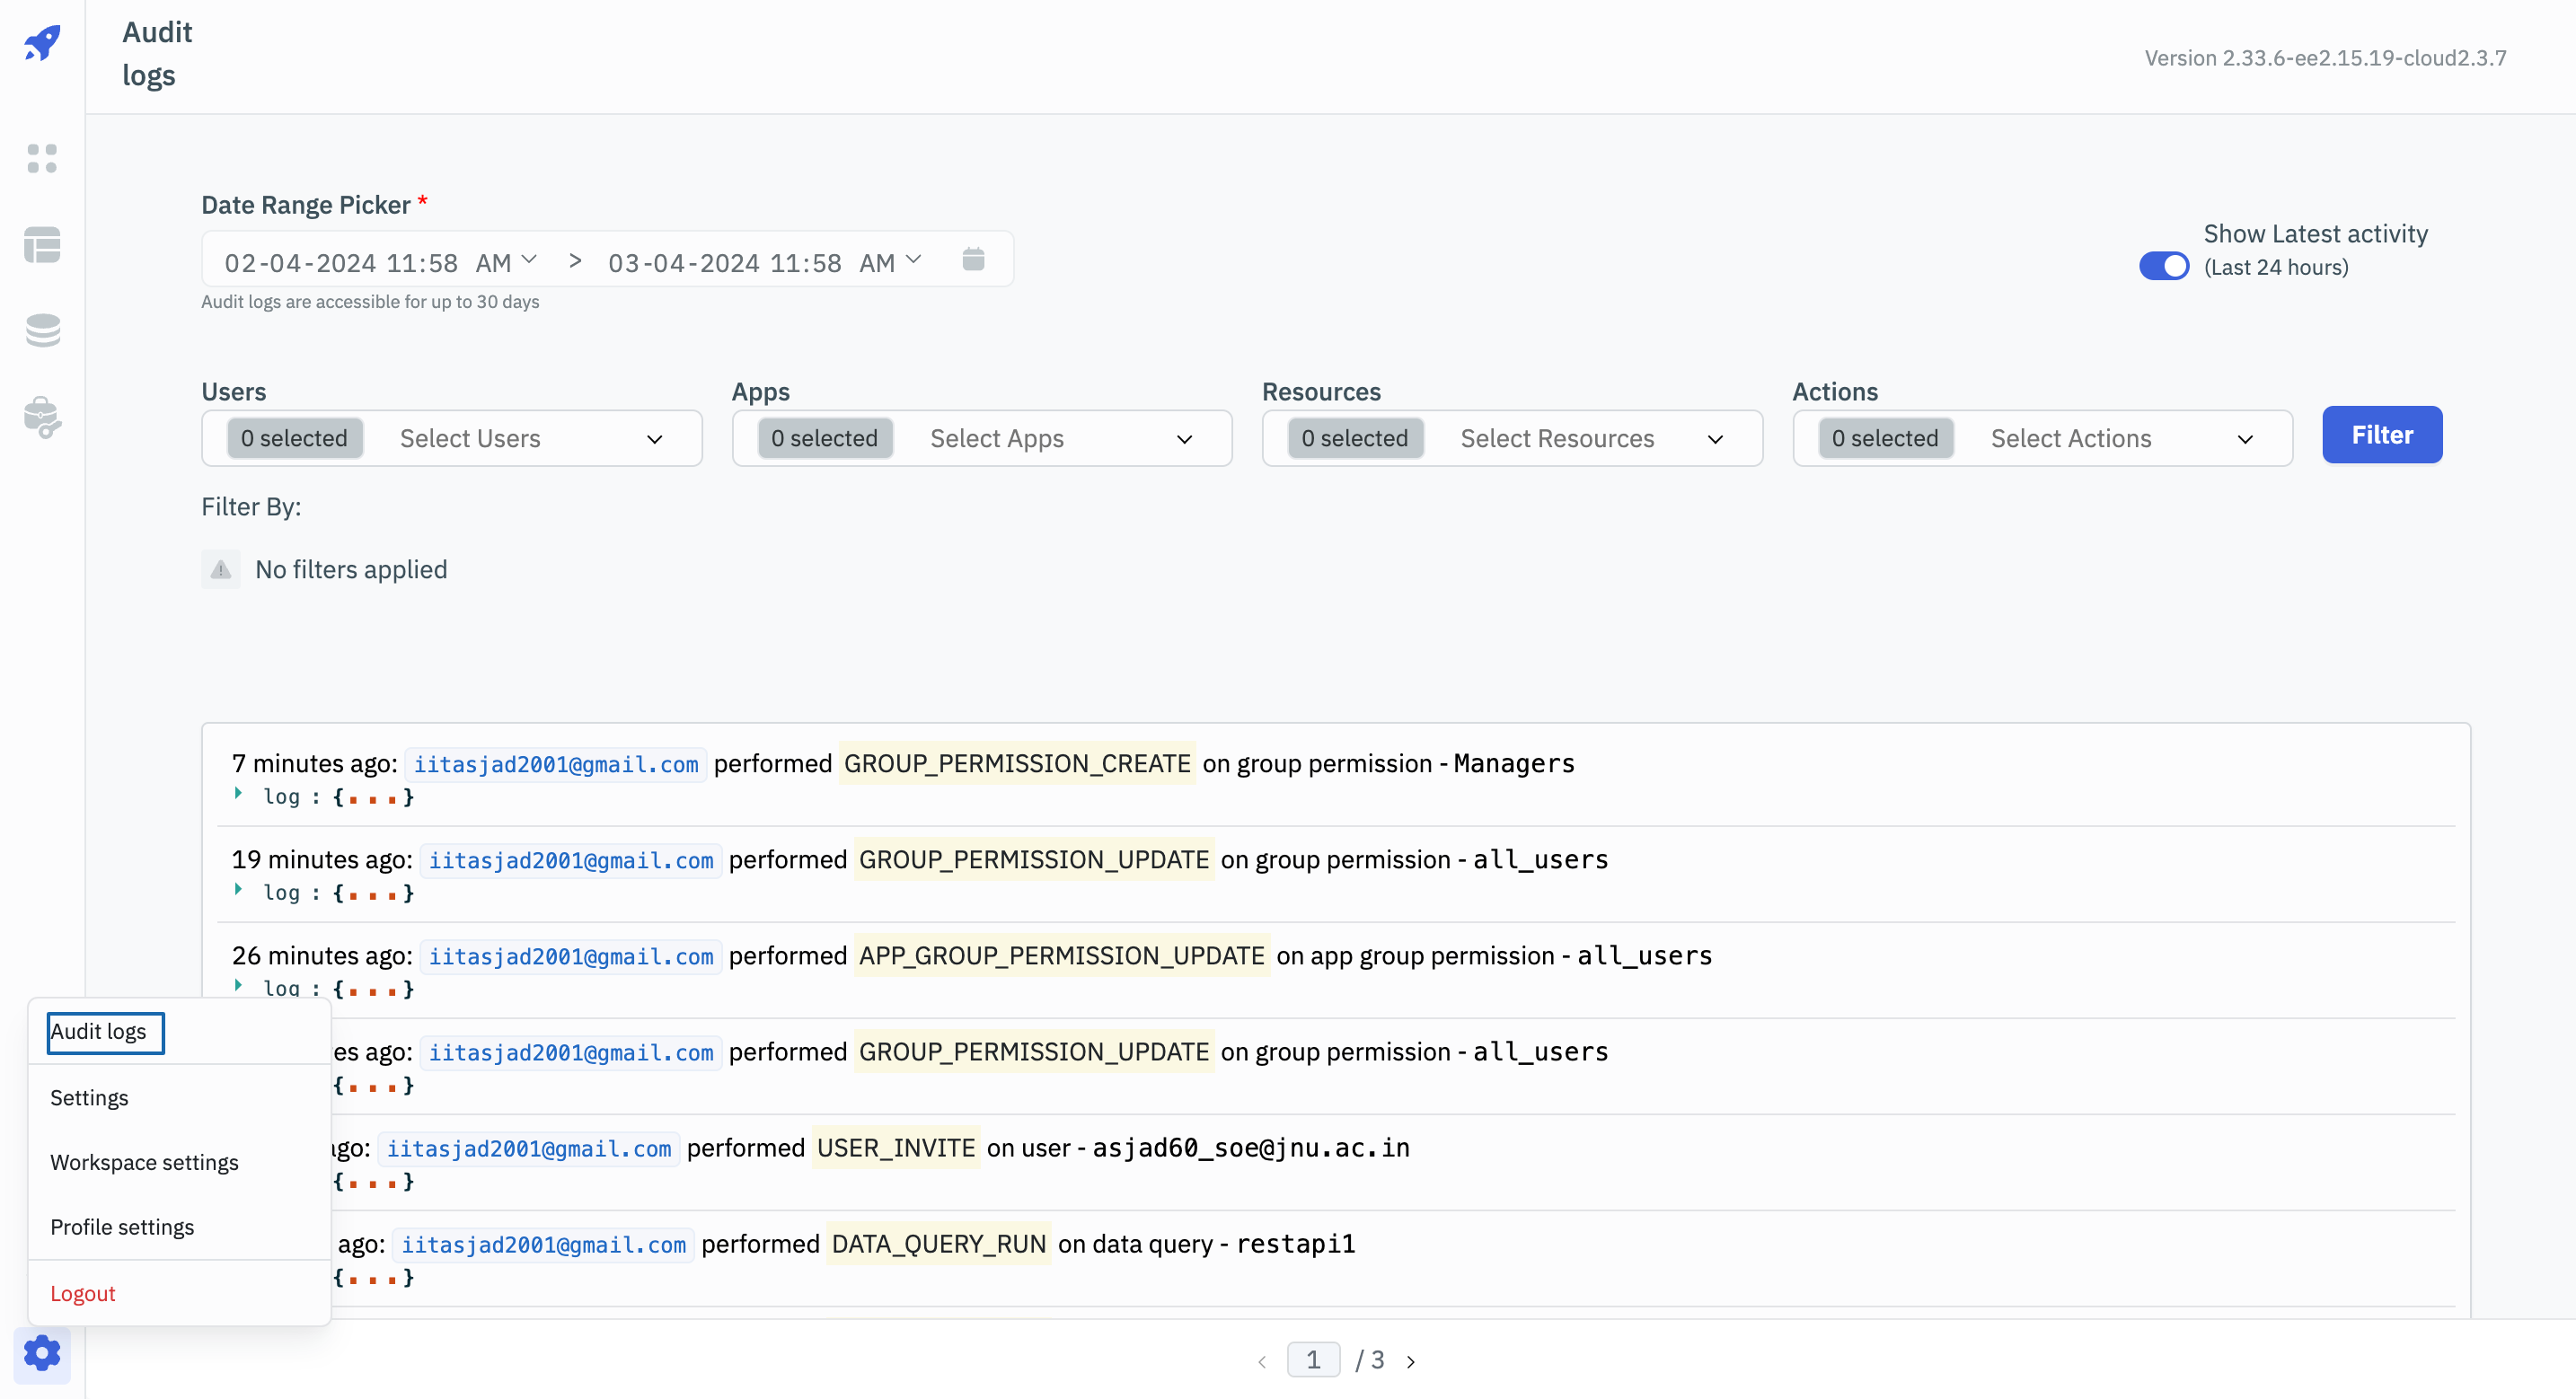 Audit
logs
Version 2.33.6-ee2.15.19-cloud2.3.7
Date Range Picker *
02-04-2024 11:58 AM > 03-04-2024 11:58 AM
Audit logs are accessible for up to 30 days
Show Latest activity
(Last 24 hours)
Users
0 selected Select Users
Apps
0 selected Select Apps
Resources
0 selected Select Resources
Actions
0 selected Select Actions
Filter
Filter By:
No filters applied
7 minutes ago: iitasjad2001@gmail.com performed GROUP_PERMISSION_CREATE on group permission - Managers
log : {...}
19 minutes ago: iitasjad2001@gmail.com performed GROUP_PERMISSION_UPDATE on group permission - all_users
log : {...}
26 minutes ago: iitasjad2001@gmail.com performed APP_GROUP_PERMISSION_UPDATE on app group permission - all_users
log : {...}
es ago: iitasjad2001@gmail.com performed GROUP_PERMISSION_UPDATE on group permission - all_users
{...}
ago: iitasjad2001@gmail.com performed USER_INVITE on user - asjad60_soe@jnu.ac.in
{...}
ago: iitasjad2001@gmail.com performed DATA_QUERY_RUN on data query - restapi1
{...}
Audit logs
Settings
Workspace settings
Profile settings
Logout
< 1 / 3 >